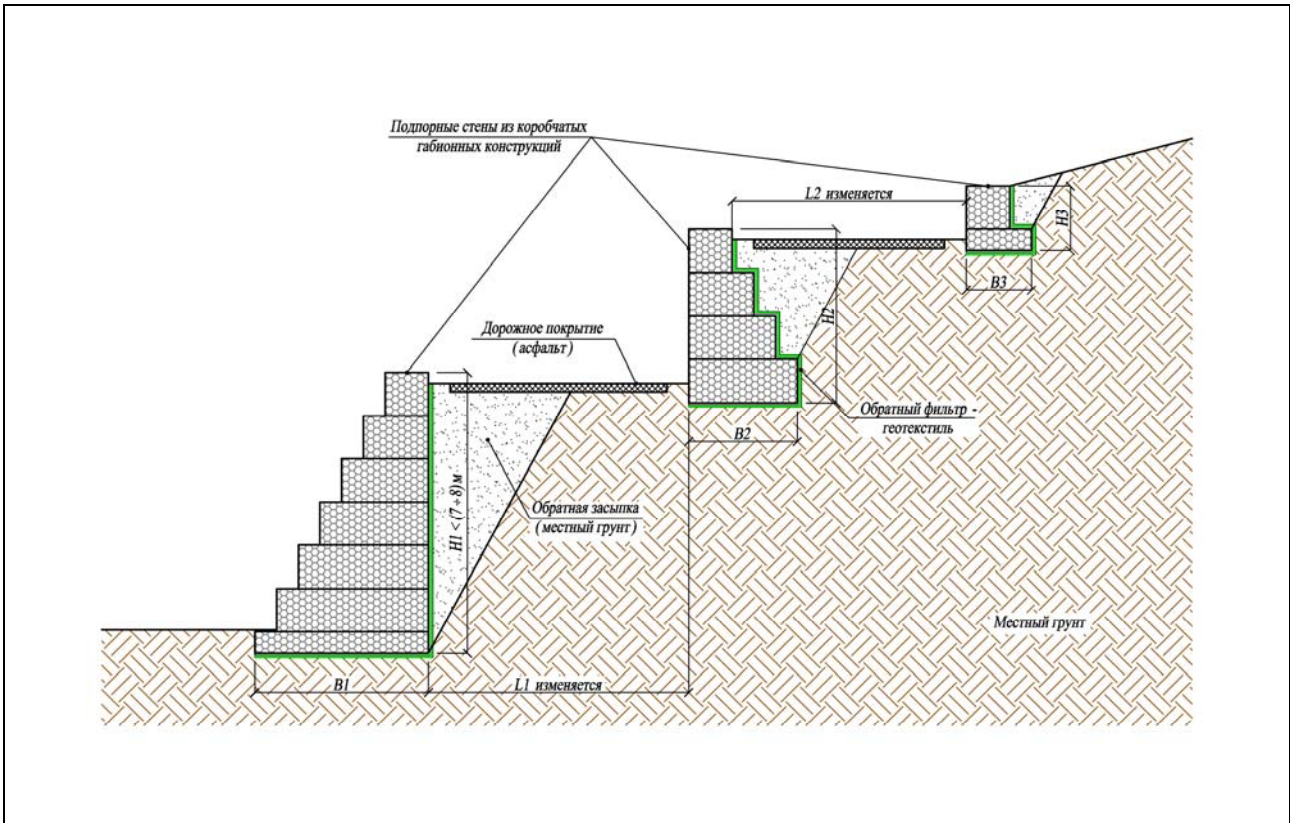 Подпорные стены из коробчатых
габионных конструкций
L2 изменяется
H3
B3
H2
Дорожное покрытие
(асфальт)
Обратный фильтр -
геотекстиль
B2
H1 < (7÷8)м
Обратная засыпка
(местный грунт)
Местный грунт
B1
L1 изменяется